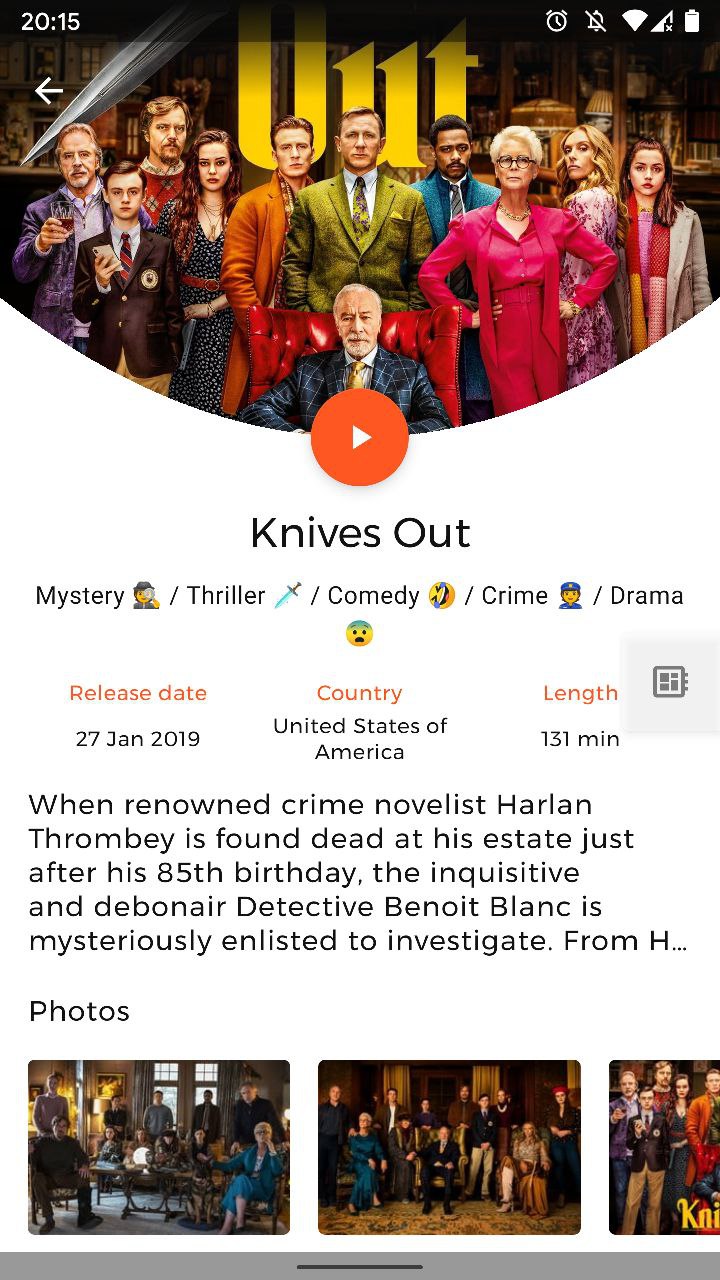 20:15
Out
Knives Out
Mystery 🕵️ / Thriller 🗡️ / Comedy 🤣 / Crime 👮 / Drama
😨
Release date
Country
Length
27 Jan 2019
United States of
America
131 min
When renowned crime novelist Harlan
Thrombey is found dead at his estate just
after his 85th birthday, the inquisitive
and debonair Detective Benoit Blanc is
mysteriously enlisted to investigate. From H…
Photos
Kni